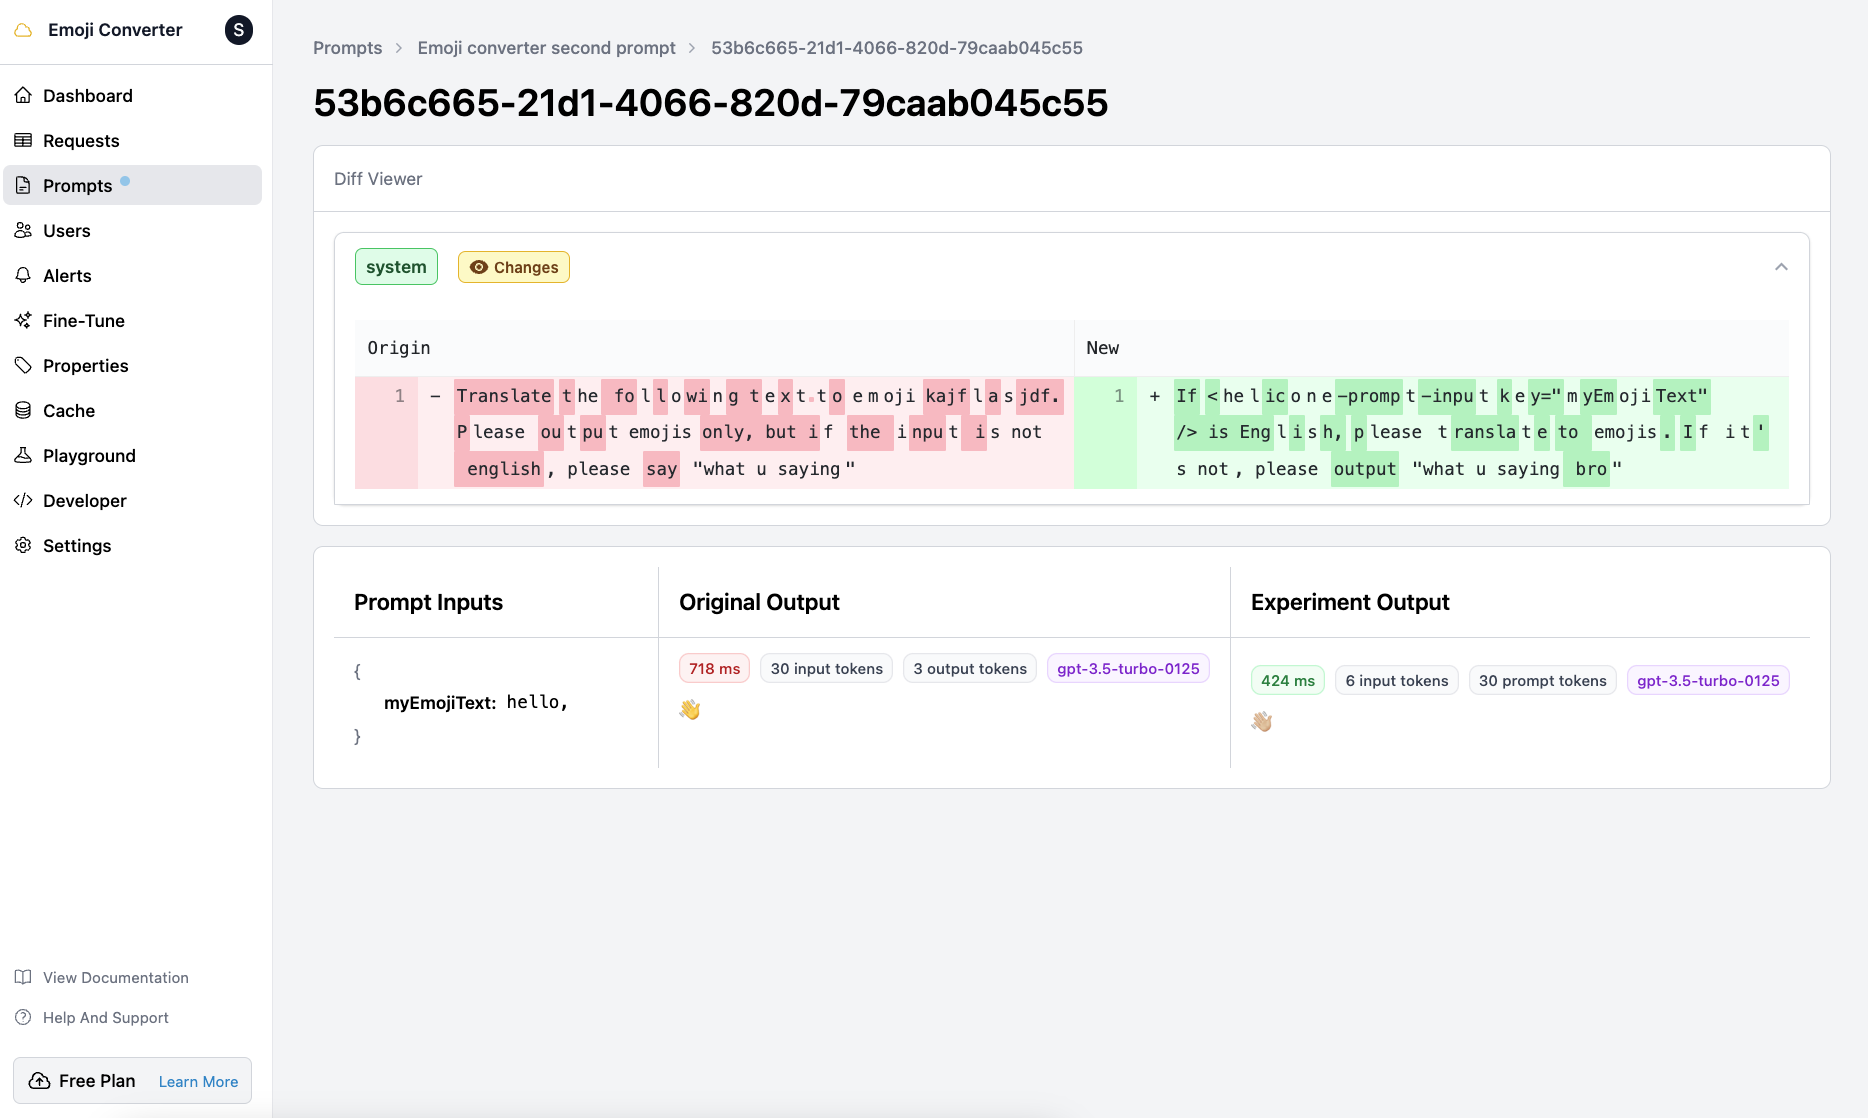 Emoji Converter
S
Dashboard
Requests
Prompts
Users
Alerts
Fine-Tune
Properties
Cache
Playground
Developer
Settings
View Documentation
Help And Support
Free Plan Learn More
Prompts > Emoji converter second prompt > 53b6c665-21d1-4066-820d-79caab045c55
53b6c665-21d1-4066-820d-79caab045c55
Diff Viewer
system Changes
Origin
1 - Translate the following text to emoji kajflasjdf.
Please output emojis only, but if the input is not
english, please say "what u saying"
New
1 + If <helicone-prompt-input key="myEmojiText"
/> is English, please translate to emojis. If it'
s not, please output "what u saying bro"
Prompt Inputs
{
myEmojiText: hello,
}
Original Output
718 ms 30 input tokens 3 output tokens gpt-3.5-turbo-0125
👋
Experiment Output
424 ms 6 input tokens 30 prompt tokens gpt-3.5-turbo-0125
👋🏼